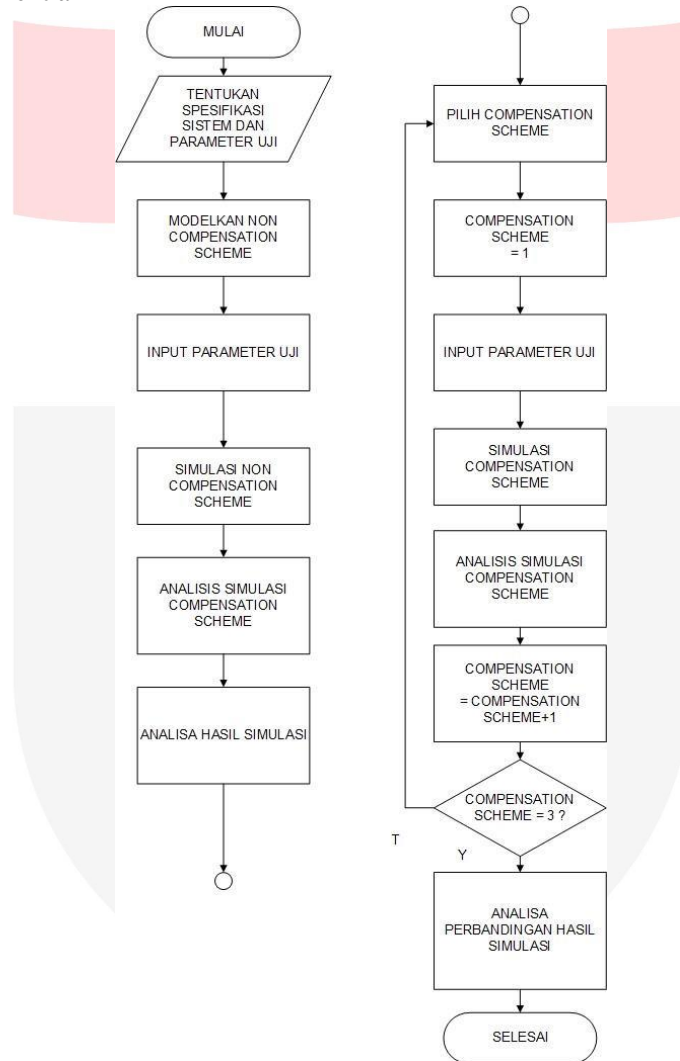 MULAI
TENTUKAN
SPESIFIKASI
SISTEM DAN
PARAMETER UJI
MODELKAN NON
COMPENSATION
SCHEME
INPUT PARAMETER UJI
SIMULASI NON
COMPENSATION
SCHEME
ANALISIS SIMULASI
COMPENSATION
SCHEME
ANALISA HASIL SIMULASI
PILIH COMPENSATION
SCHEME
COMPENSATION
SCHEME
= 1
INPUT PARAMETER UJI
SIMULASI
COMPENSATION
SCHEME
ANALISIS SIMULASI
COMPENSATION
SCHEME
COMPENSATION
SCHEME
= COMPENSATION
SCHEME+1
COMPENSATION
SCHEME = 3 ?
T
Y
ANALISA
PERBANDINGAN HASIL
SIMULASI
SELESAI